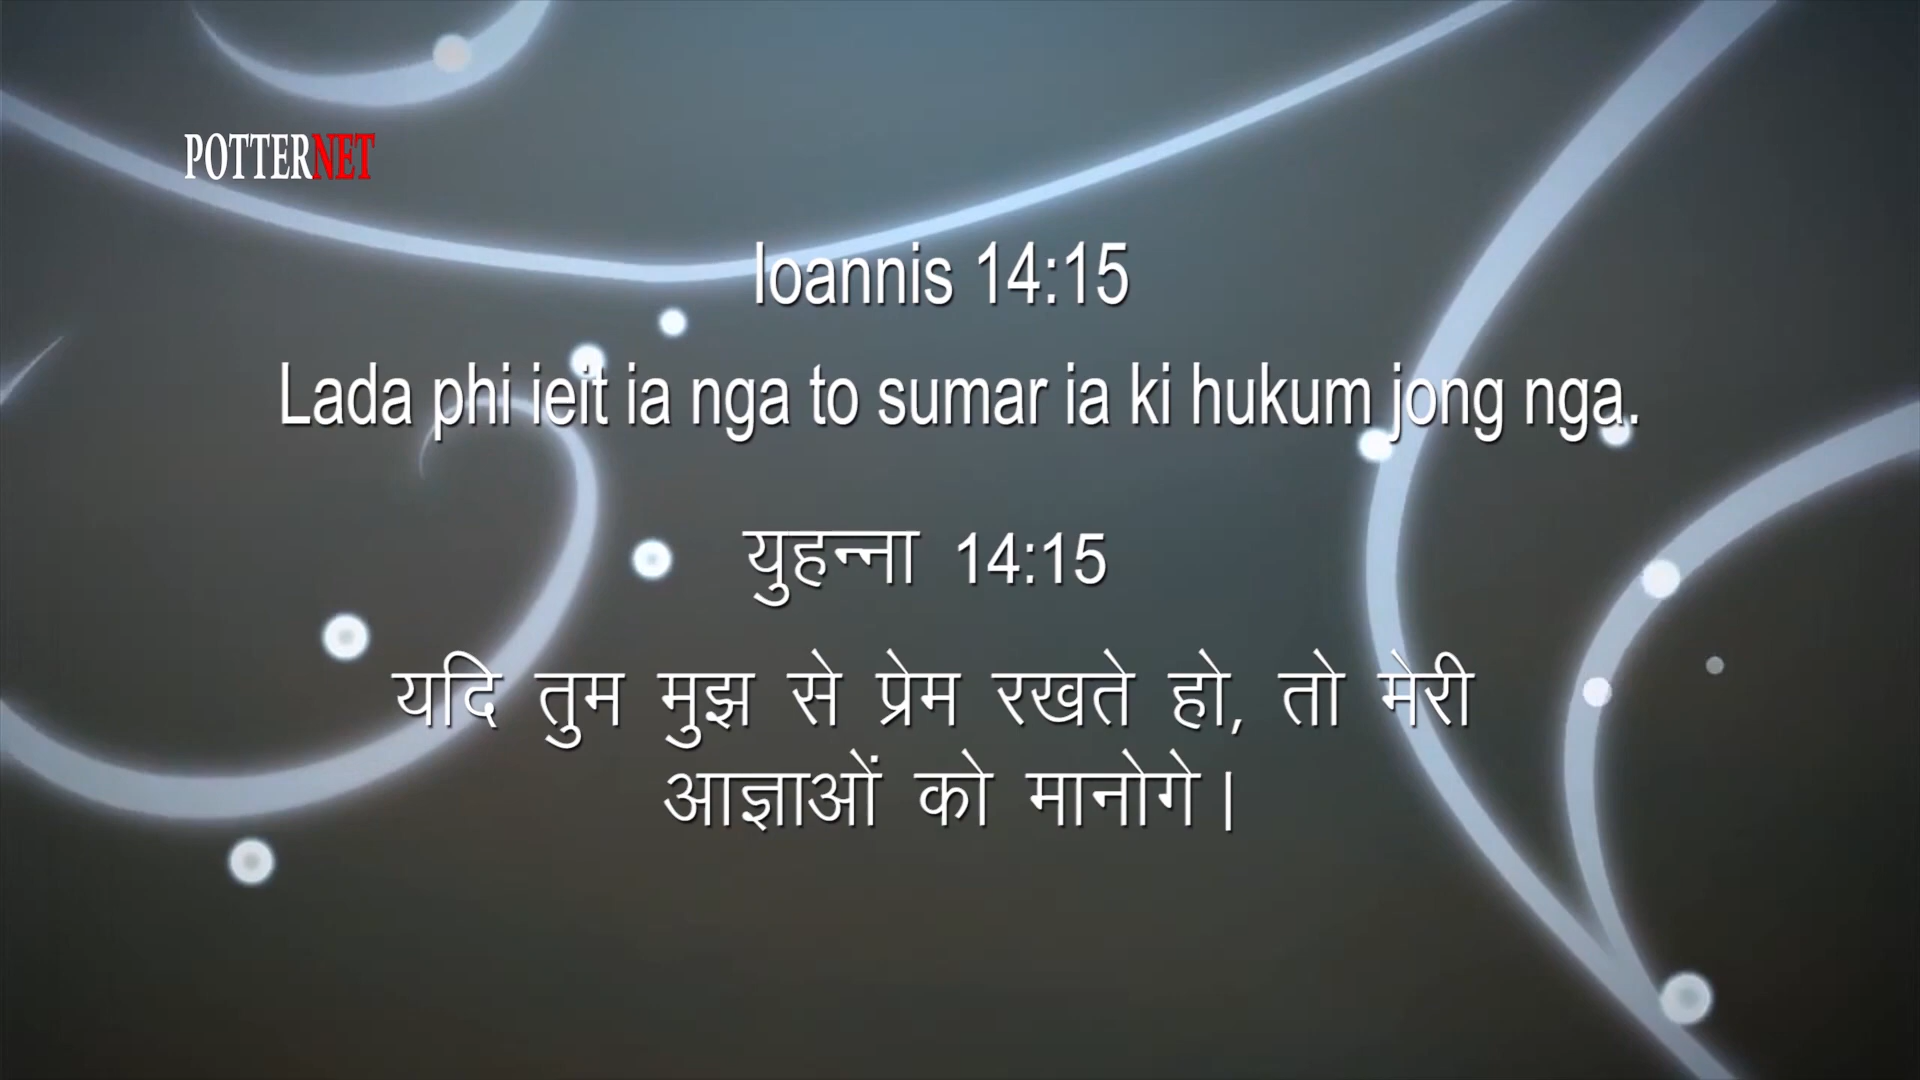 POTTERNET
Ioannis 14:15
Lada phi ieit ia nga to sumar ia ki hukum jong nga.
युहन्ना 14:15
यदि तुम मुझ से प्रेम रखते हो, तो मेरी
आज्ञाओं को मानोगे।